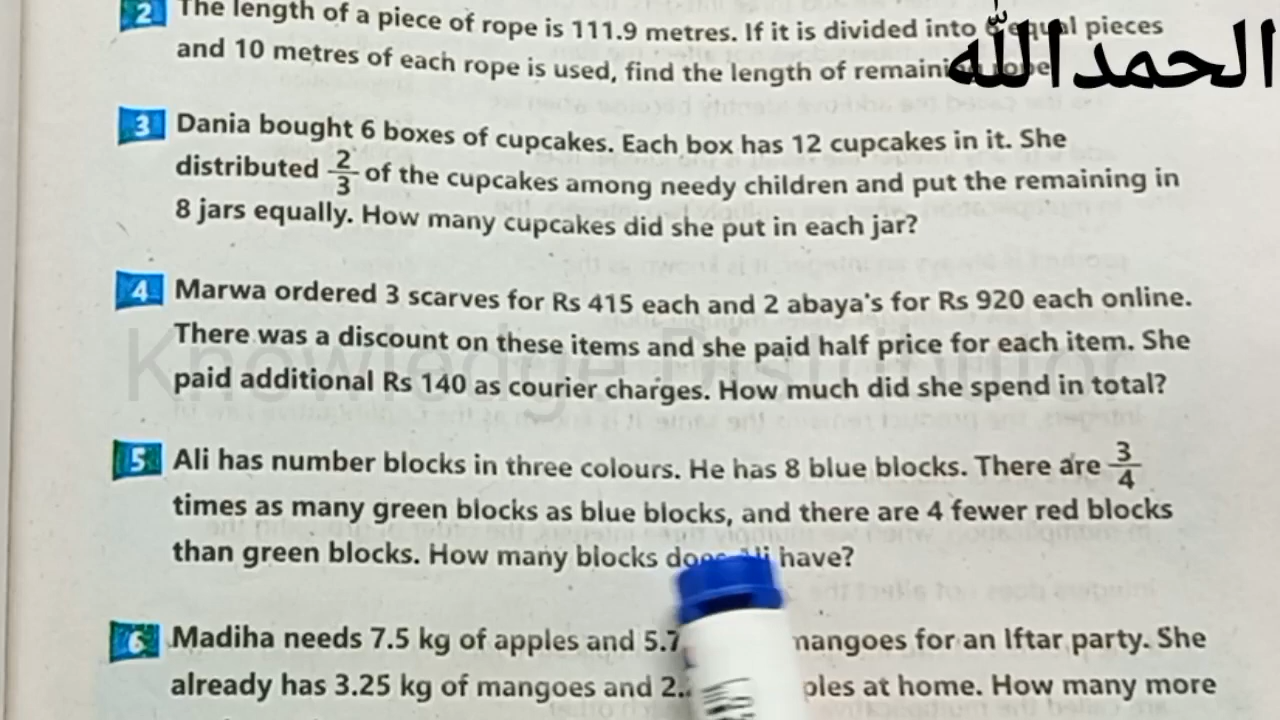 2 The length of a piece of rope is 111.9 metres. If it is divided into equal pieces
الحمدالله
and 10 metres of each rope is used, find the length of remaining rope
3 Dania bought 6 boxes of cupcakes. Each box has 12 cupcakes in it. She
distributed 2/3 of the cupcakes among needy children and put the remaining in
8 jars equally. How many cupcakes did she put in each jar?
4 Marwa ordered 3 scarves for Rs 415 each and 2 abaya's for Rs 920 each online.
There was a discount on these items and she paid half price for each item. She
Knowledge Distributor
paid additional Rs 140 as courier charges. How much did she spend in total?
5 Ali has number blocks in three colours. He has 8 blue blocks. There are 3/4
times as many green blocks as blue blocks, and there are 4 fewer red blocks
than green blocks. How many blocks does Ali have?
6 Madiha needs 7.5 kg of apples and 5.7 mangoes for an Iftar party. She
already has 3.25 kg of mangoes and 2. at home. How many more